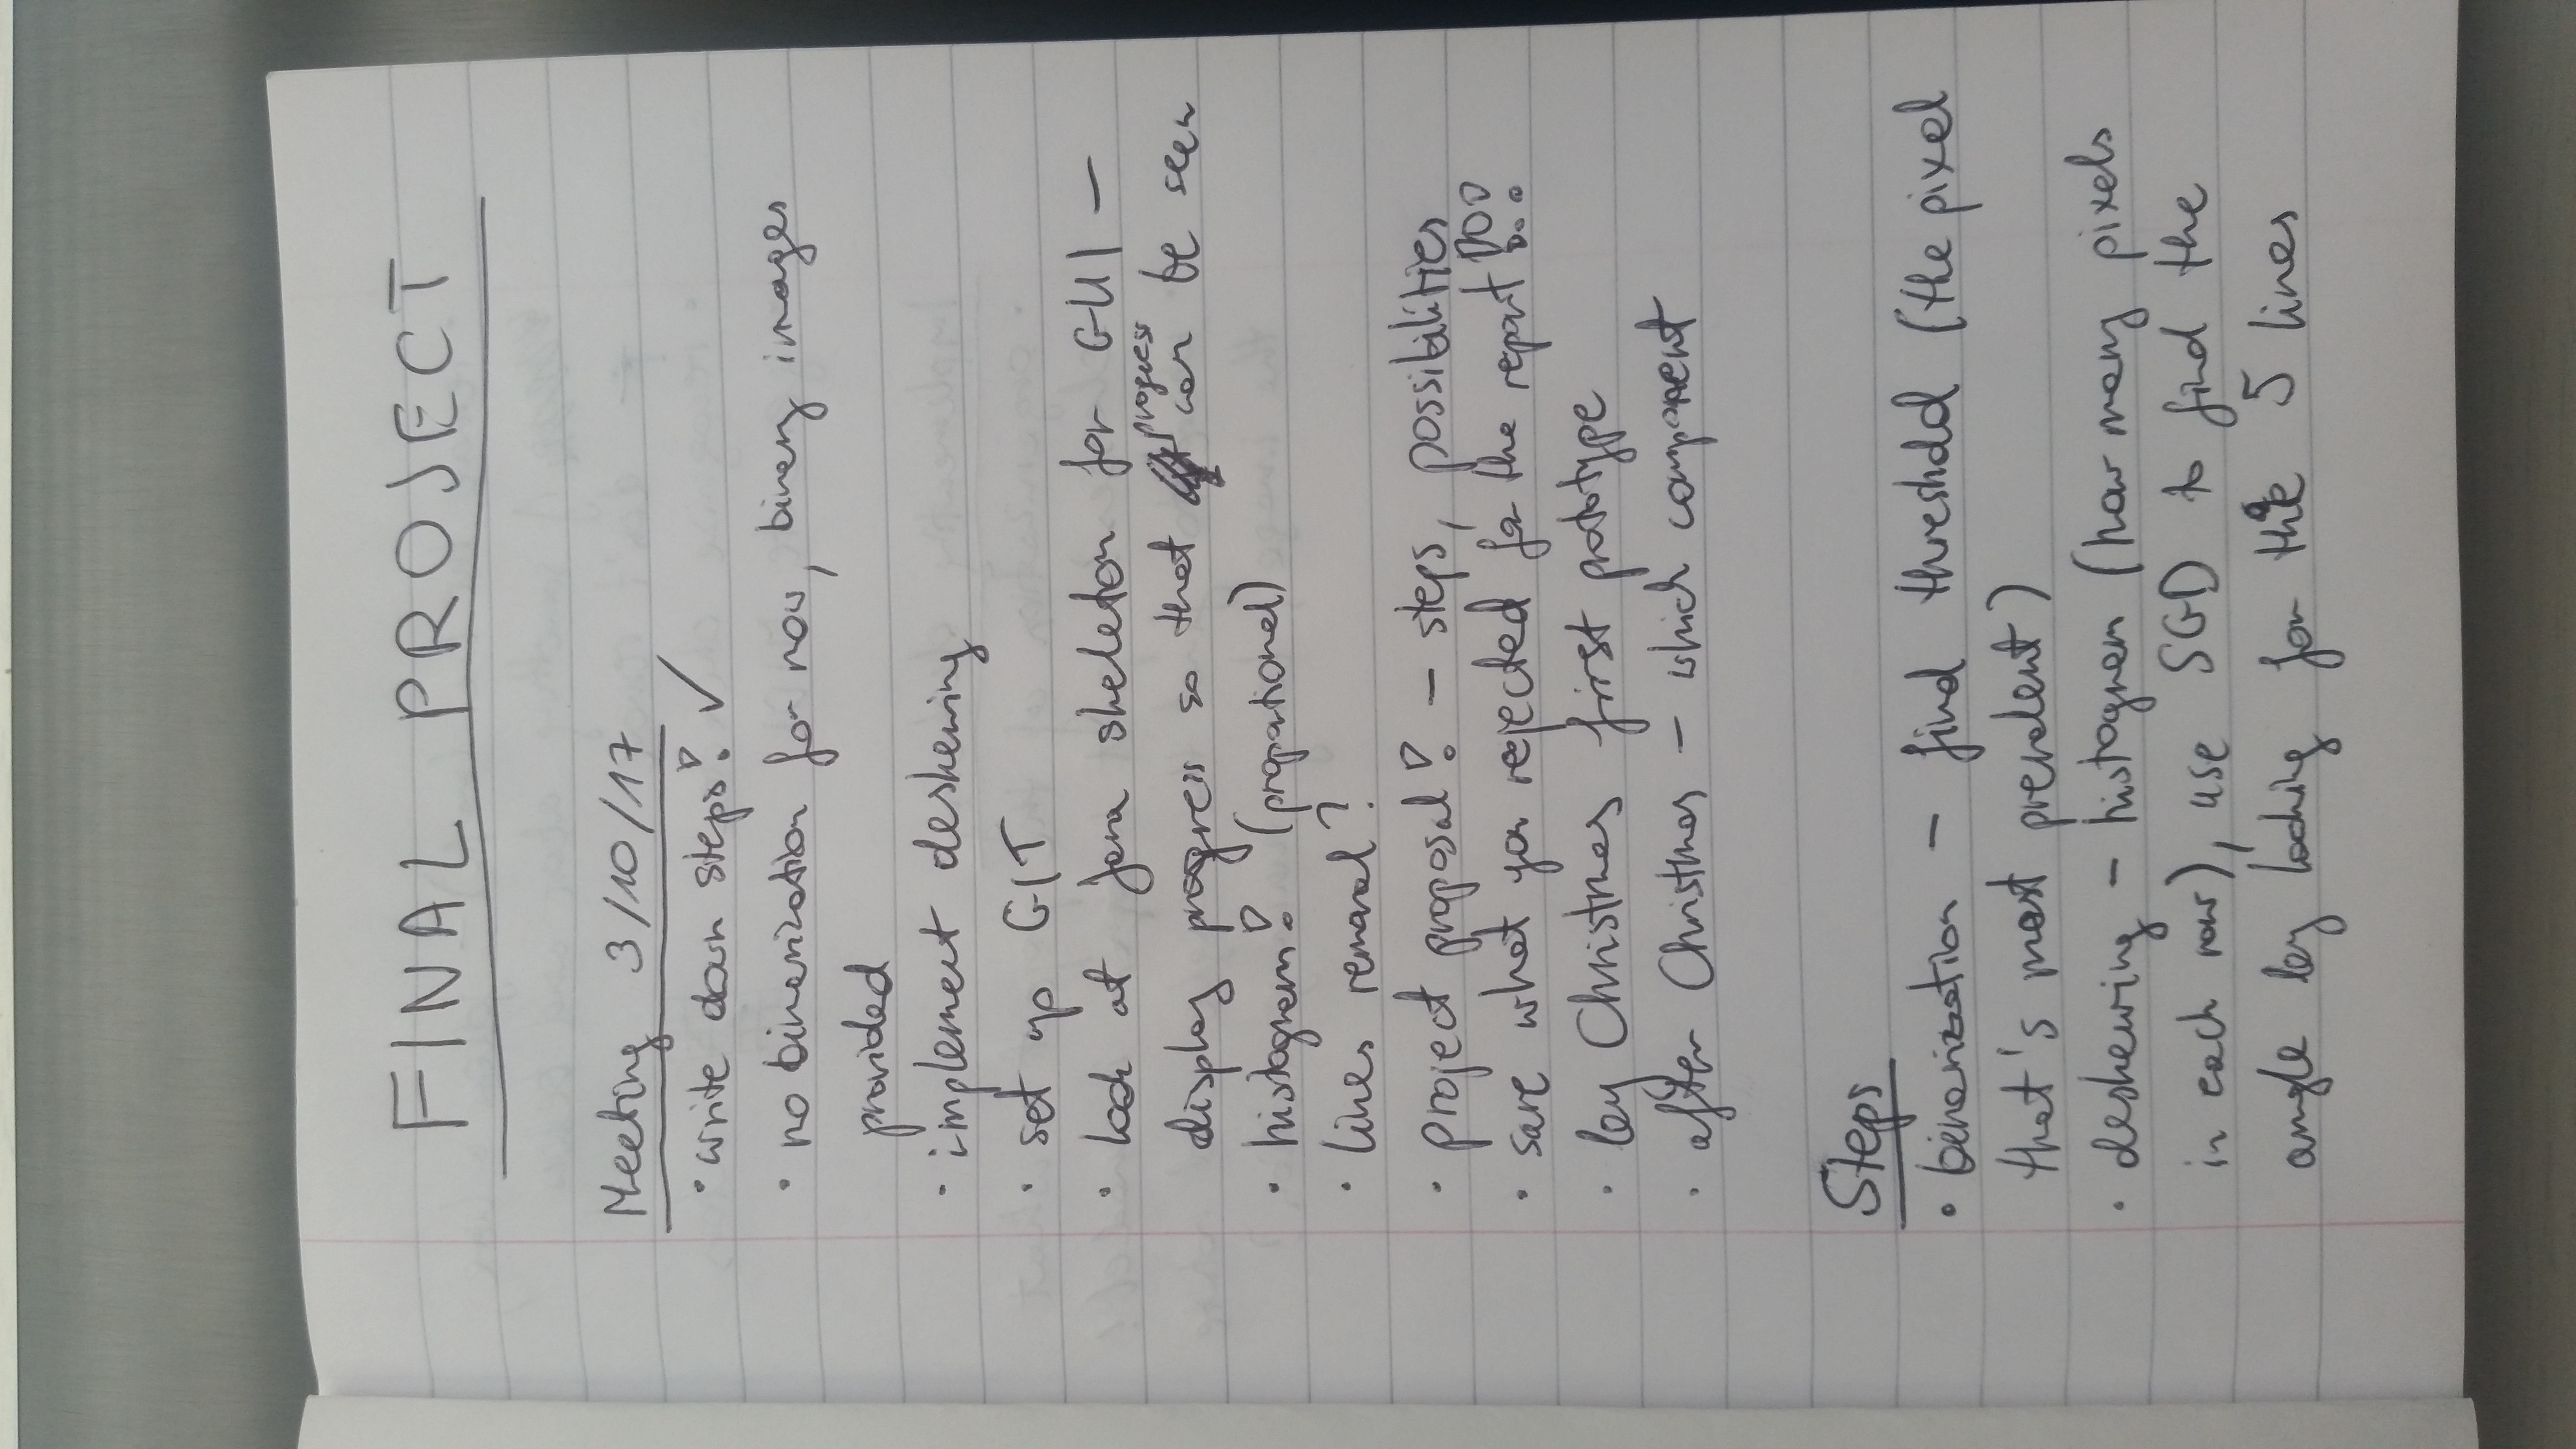 FINAL PROJECT
Meeting 3/10/17
• write down steps! ✓
• no binarization for now, binary images
provided
• implement deskewing
• set up GIT
• look at Java skeleton for GUI —
display progress so that progress can be seen
• histogram! (proportional)
• lines removal?
• project proposal! – steps, possibilities
• save what you rejected for the report!!!
• by Christmas first prototype
• after Christmas – which component
Steps
• binarization – find threshold (the pixel
that's most prevalent)
• deskewing – histogram (how many pixels
in each row), use SGD to find the
angle by looking for the 5 lines